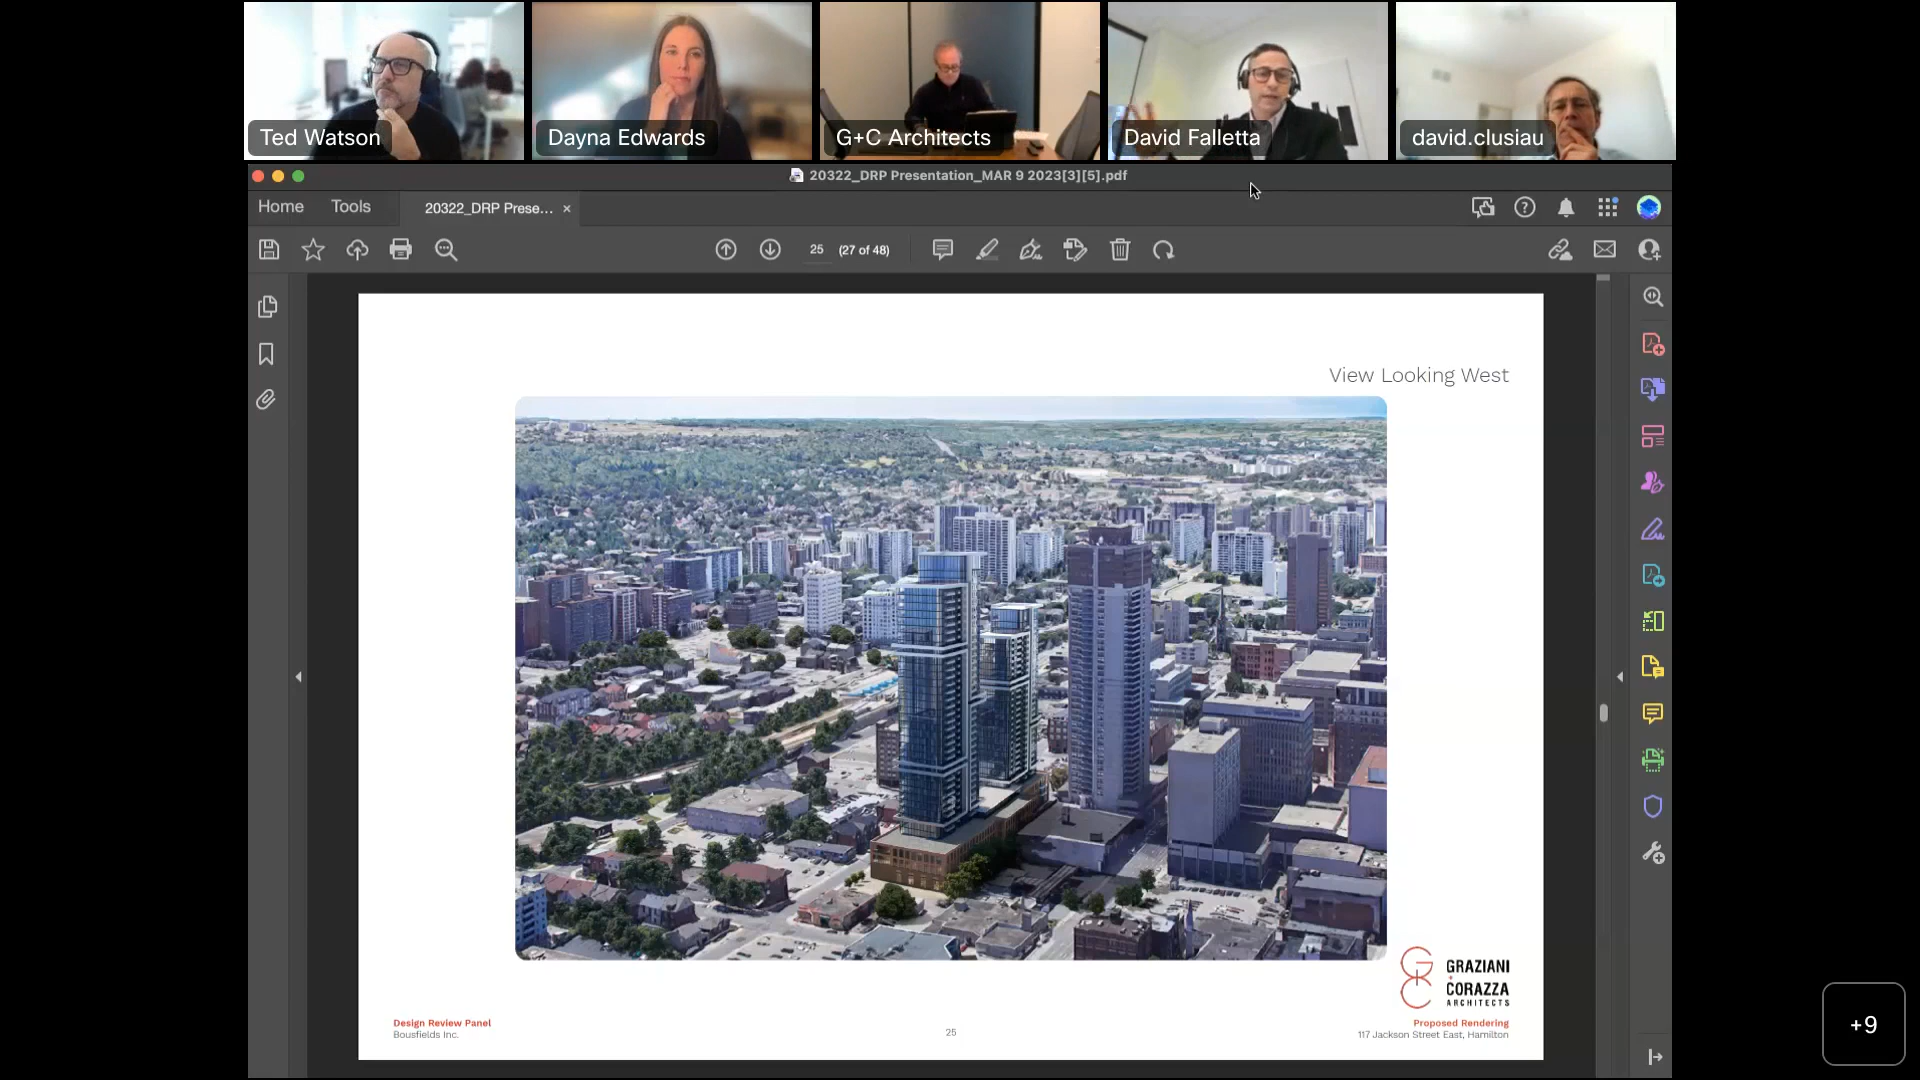 Ted Watson
Dayna Edwards
G+C Architects
David Falletta
david.clusiau
20322_DRP Presentation_MAR 9 2023[3][5].pdf
Home
Tools
20322_DRP Prese... ×
25 (27 of 48)
View Looking West
GRAZIANI
+
CORAZZA
ARCHITECTS
Design Review Panel
Bousfields Inc.
25
Proposed Rendering
117 Jackson Street East, Hamilton
+9